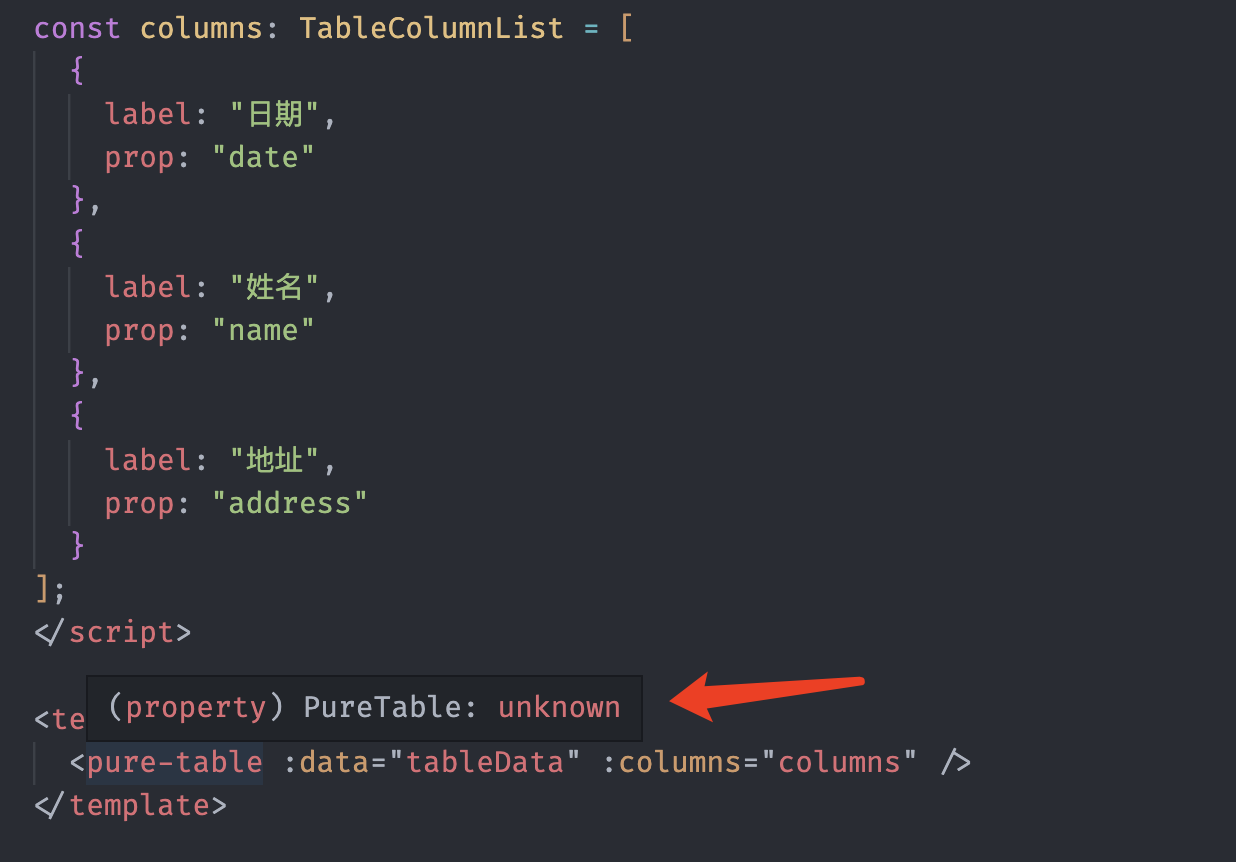 const columns: TableColumnList = [
  {
    label: "日期",
    prop: "date"
  },
  {
    label: "姓名",
    prop: "name"
  },
  {
    label: "地址",
    prop: "address"
  }
];
</script>
(property) PureTable: unknown
<te
  <pure-table :data="tableData" :columns="columns" />
</template>